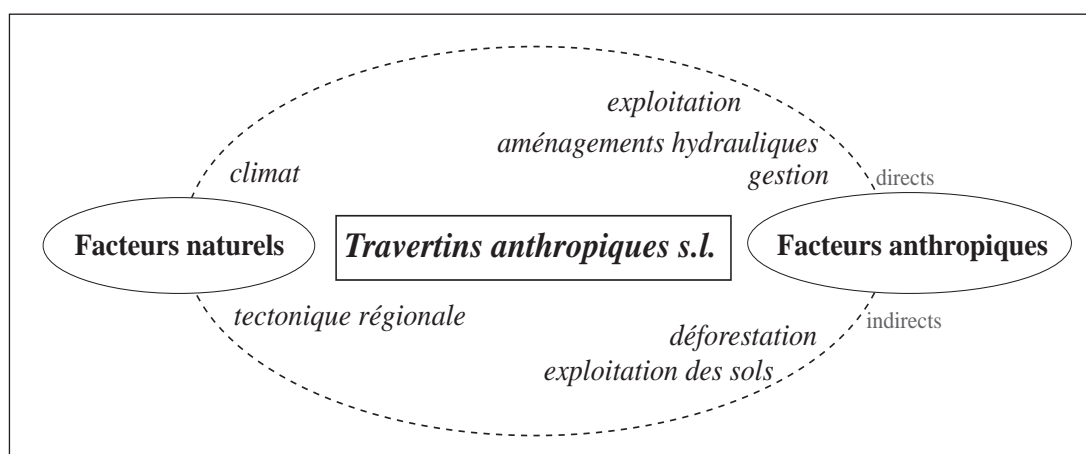 exploitation
aménagements hydrauliques
climat
gestion
directs
Facteurs naturels
Travertins anthropiques s.l.
Facteurs anthropiques
tectonique régionale
indirects
déforestation
exploitation des sols